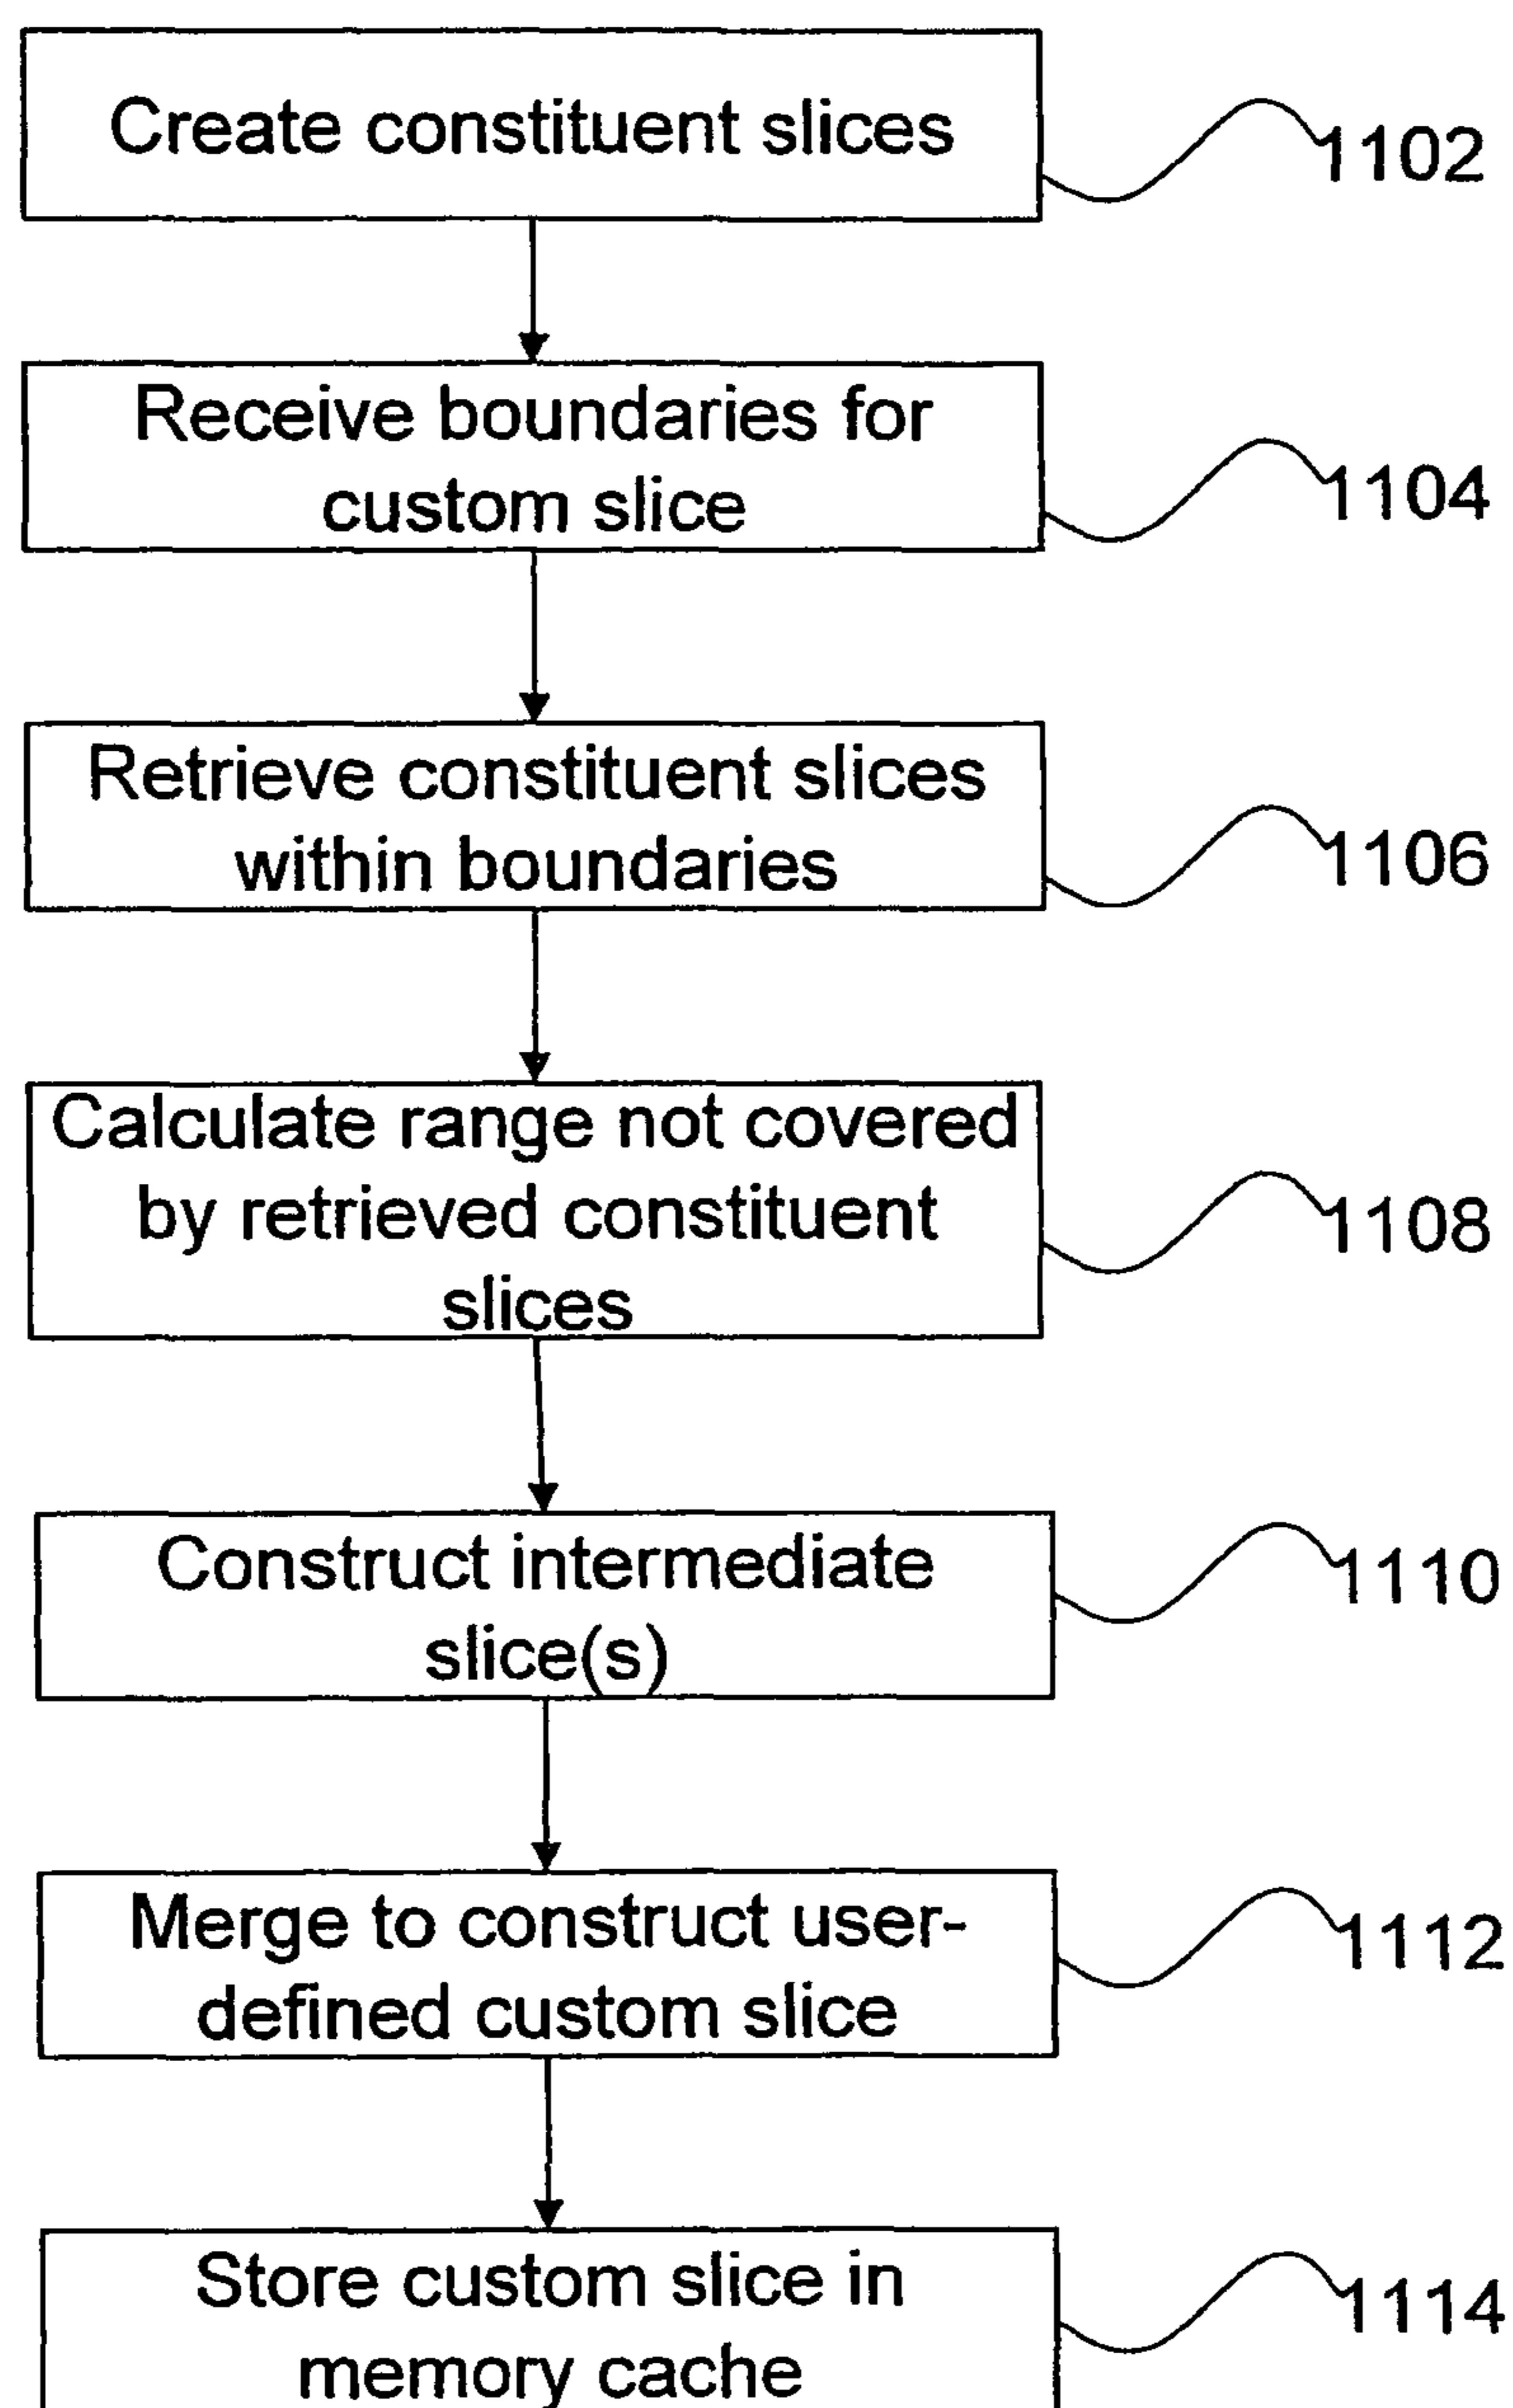 Create constituent slices
1102
Receive boundaries for
custom slice
1104
Retrieve constituent slices
within boundaries
1106
Calculate range not covered
by retrieved constituent
slices
1108
Construct intermediate
slice(s)
1110
Merge to construct user-
defined custom slice
1112
Store custom slice in
memory cache
1114